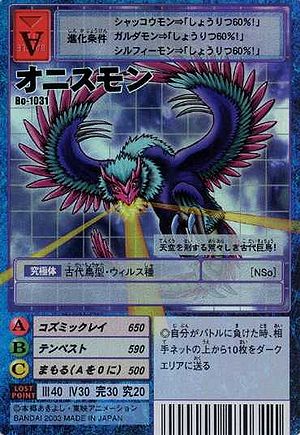 A
進化条件
シャッコウモン⇒「しょうりつ60%!」
ガルダモン⇒「しょうりつ60%!」
シルフィーモン⇒「しょうりつ60%!」
オニスモン
Bo-1031
天空を制する荒々しき古代巨鳥!
究極体 古代鳥型・ウィルス種 [NSo]
A コズミックレイ 650
B テンペスト 590
C まもる(Aを0に) 500
◎自分がバトルに負けた時、相
手ネットの上から10枚をダーク
エリアに送る
LOST POINT Ⅲ40 Ⅳ30 完30 究20
©本郷あきよし・東映アニメーション
BANDAI 2003 MADE IN JAPAN